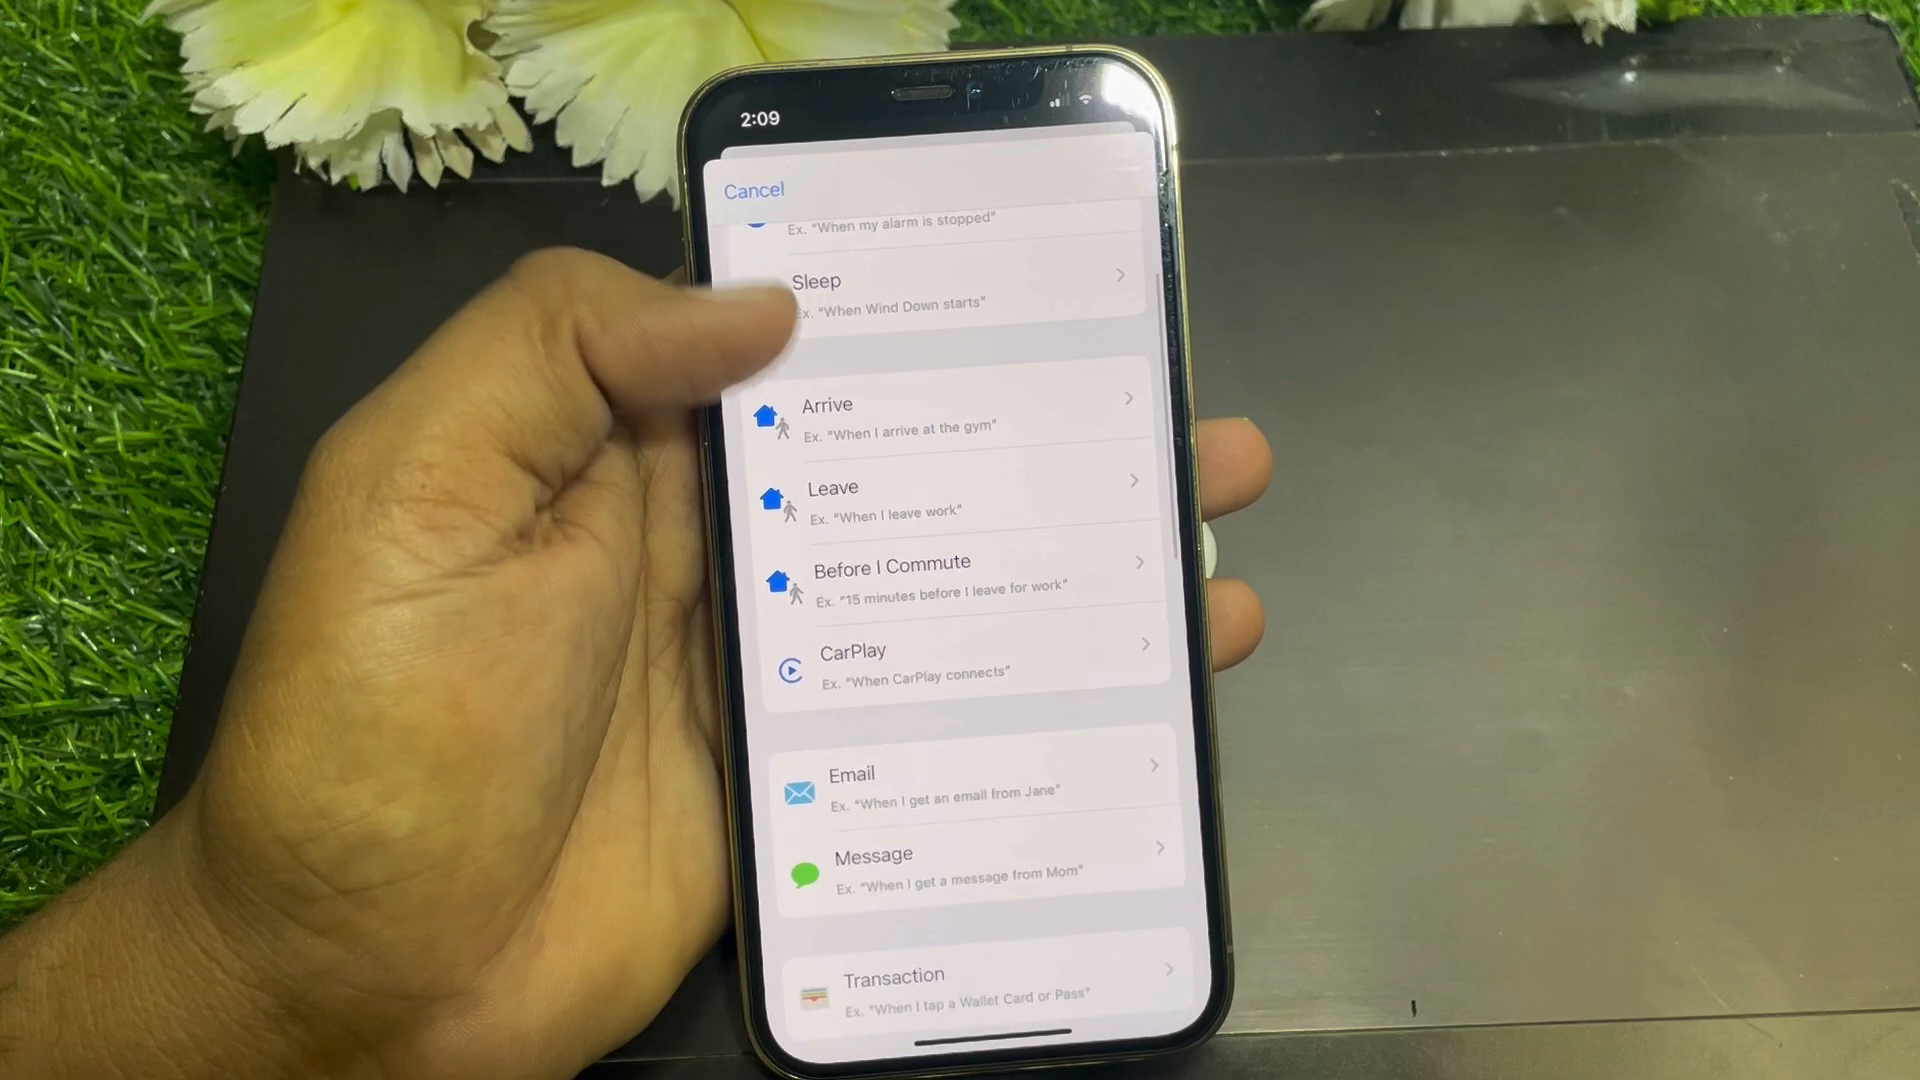 2:09
Cancel
Ex. "When my alarm is stopped"
Sleep
Ex. "When Wind Down starts"
Arrive
Ex. "When I arrive at the gym"
Leave
Ex. "When I leave work"
Before I Commute
Ex. "15 minutes before I leave for work"
CarPlay
Ex. "When CarPlay connects"
Email
Ex. "When I get an email from Jane"
Message
Ex. "When I get a message from Mom"
Transaction
Ex. "When I tap a Wallet Card or Pass"